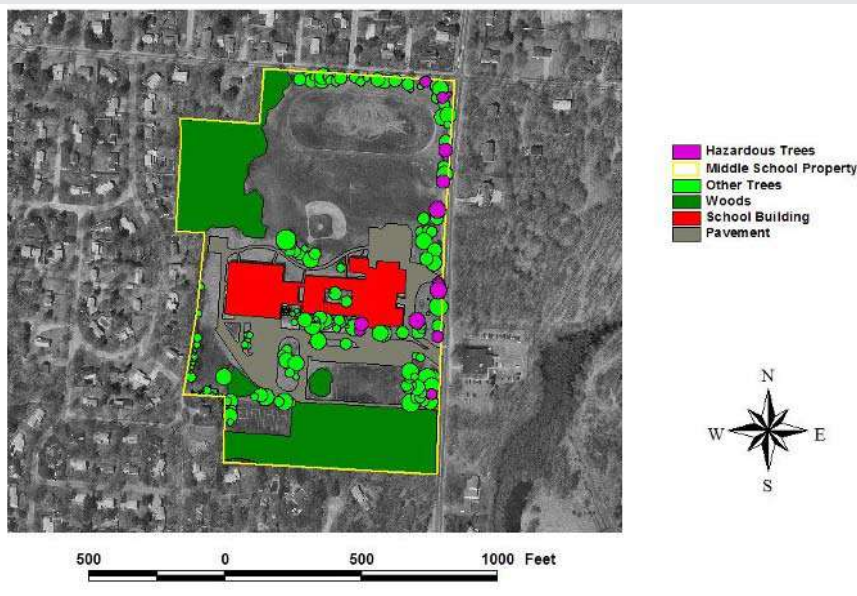 Hazardous Trees
Middle School Property
Other Trees
Woods
School Building
Pavement
N
W E
S
500 0 500 1000 Feet